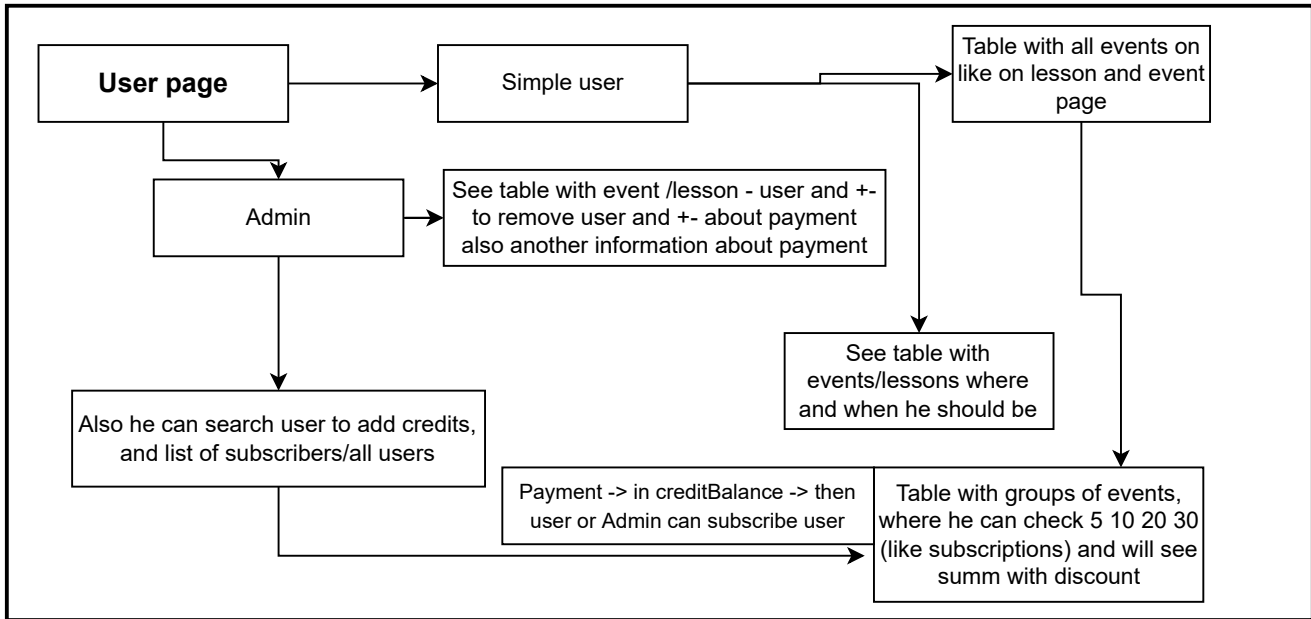 User page
Simple user
Table with all events on
like on lesson and event
page
Admin
See table with event /lesson - user and +-
to remove user and +- about payment
also another information about payment
See table with
events/lessons where
and when he should be
Also he can search user to add credits,
and list of subscribers/all users
Payment -> in creditBalance -> then
user or Admin can subscribe user
Table with groups of events,
where he can check 5 10 20 30
(like subscriptions) and will see
summ with discount